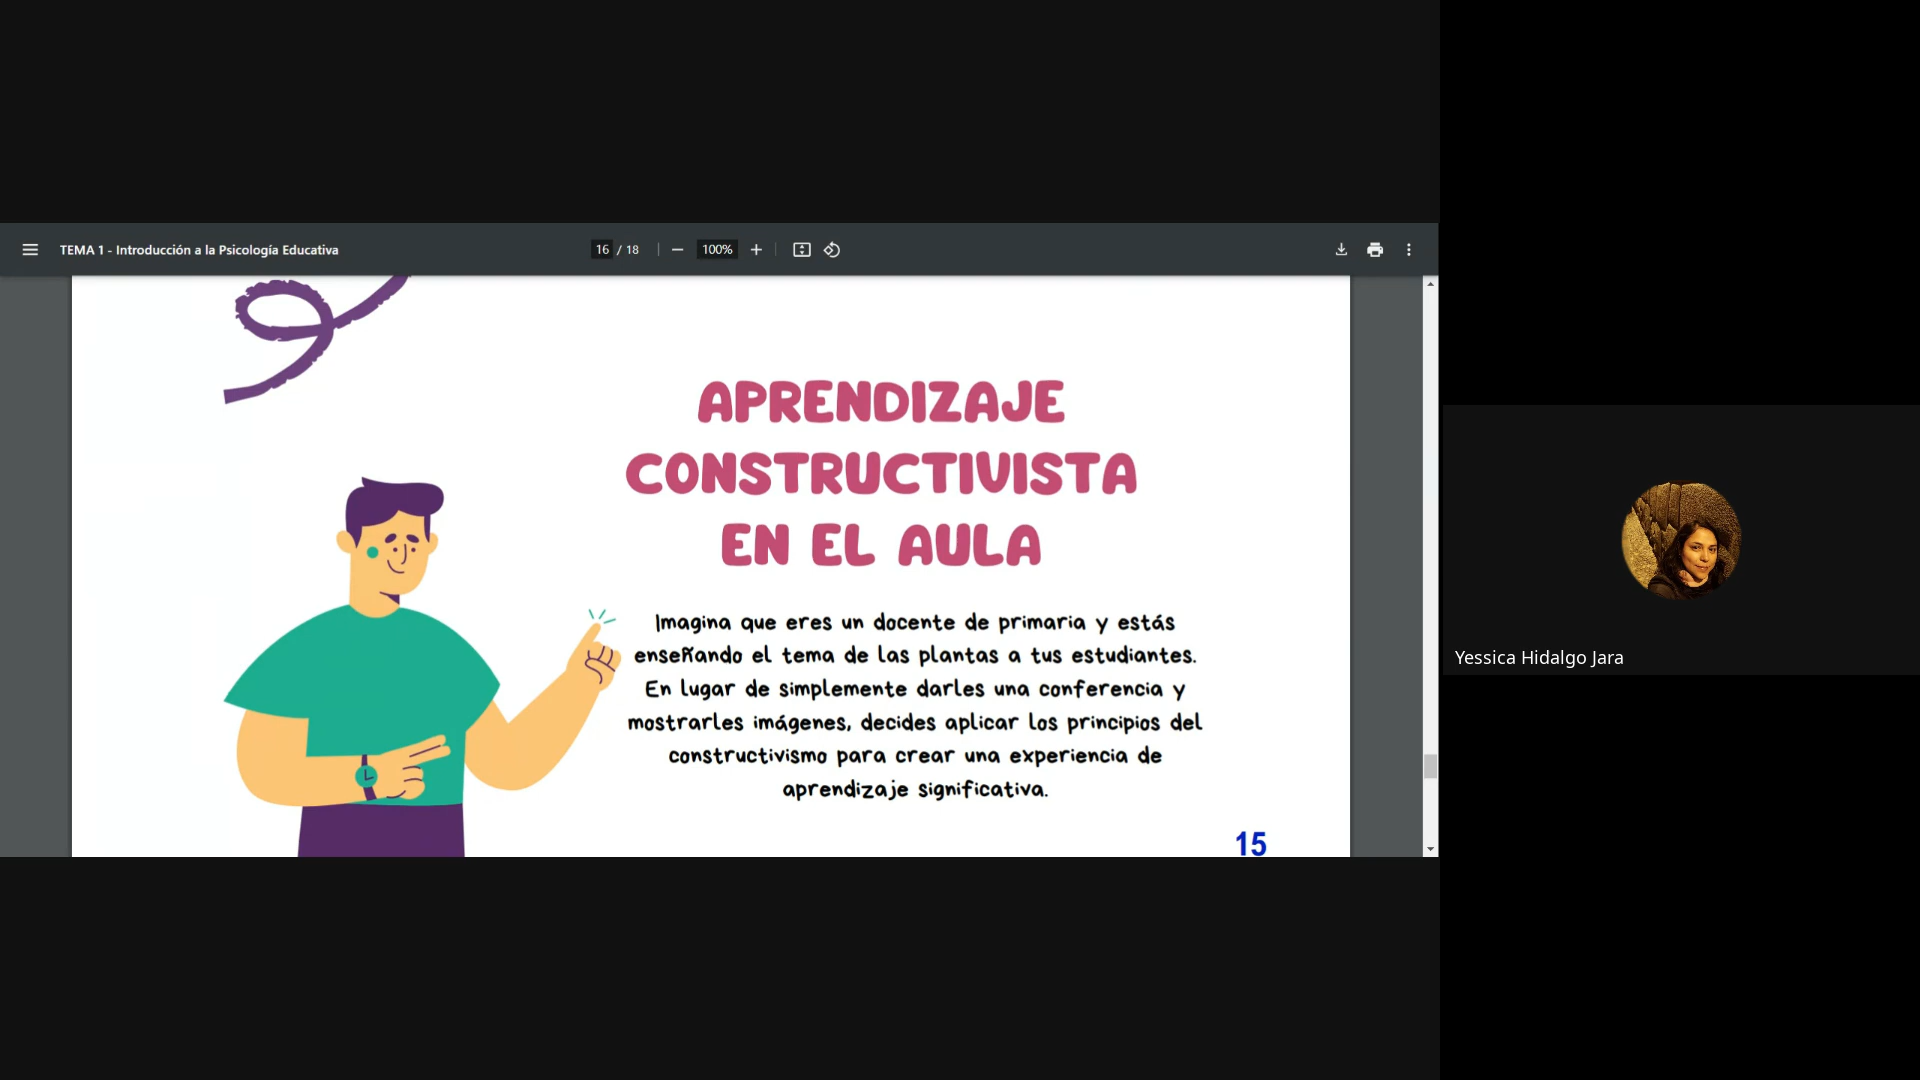 TEMA 1 - Introducción a la Psicología Educativa
16 / 18
100%
APRENDIZAJE
CONSTRUCTIVISTA
EN EL AULA
Imagina que eres un docente de primaria y estás
enseñando el tema de las plantas a tus estudiantes.
En lugar de simplemente darles una conferencia y
mostrarles imágenes, decides aplicar los principios del
constructivismo para crear una experiencia de
aprendizaje significativa.
15
Yessica Hidalgo Jara